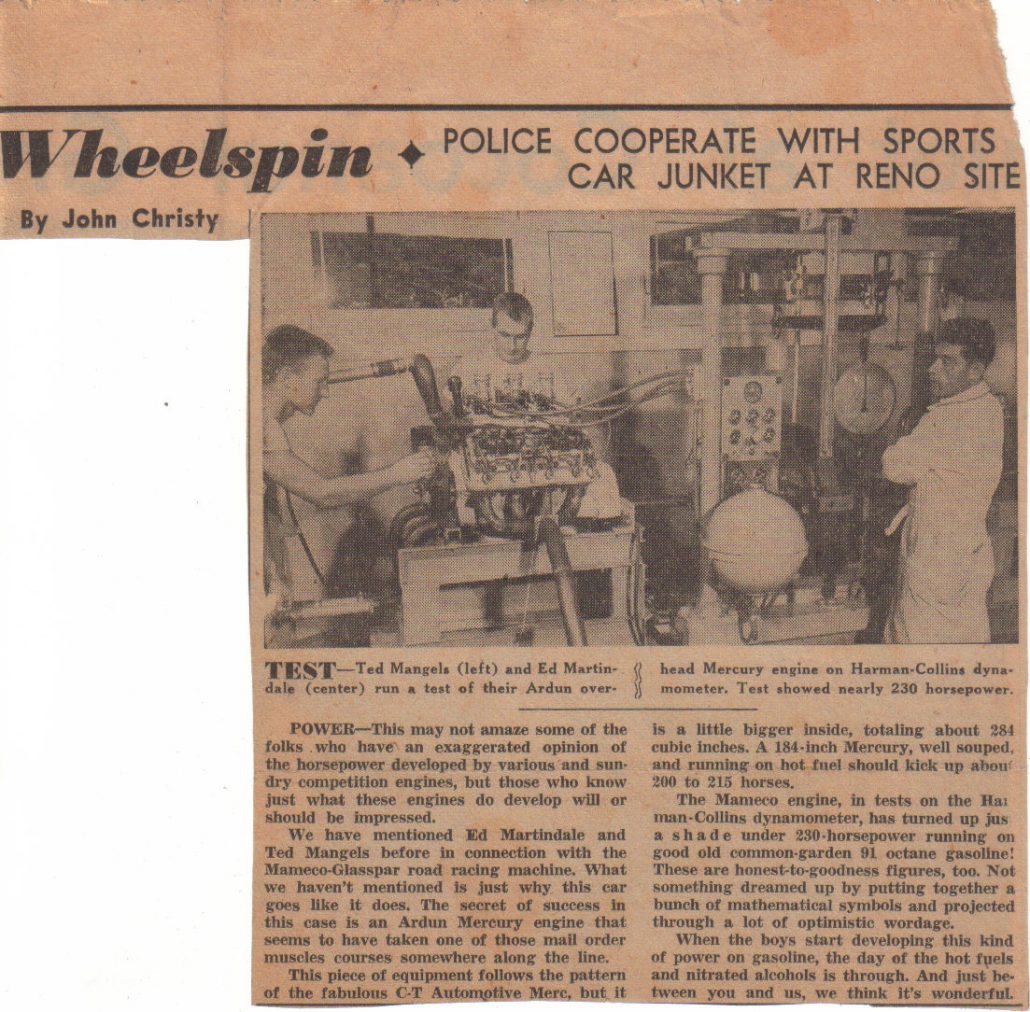 Wheelspin ✦ POLICE COOPERATE WITH SPORTS
CAR JUNKET AT RENO SITE
By John Christy
TEST—Ted Mangels (left) and Ed Martin-
dale (center) run a test of their Ardun over-
head Mercury engine on Harman-Collins dyna-
mometer. Test showed nearly 230 horsepower.
POWER—This may not amaze some of the
folks who have an exaggerated opinion of
the horsepower developed by various and sun-
dry competition engines, but those who know
just what these engines do develop will or
should be impressed.
We have mentioned Ed Martindale and
Ted Mangels before in connection with the
Mameco-Glasspar road racing machine. What
we haven't mentioned is just why this car
goes like it does. The secret of success in
this case is an Ardun Mercury engine that
seems to have taken one of those mail order
muscles courses somewhere along the line.
This piece of equipment follows the pattern
of the fabulous C-T Automotive Merc, but it
is a little bigger inside, totaling about 284
cubic inches. A 184-inch Mercury, well souped,
and running on hot fuel should kick up about
200 to 215 horses.
The Mameco engine, in tests on the Har
man-Collins dynamometer, has turned up jus
a shade under 230-horsepower running on
good old common-garden 91 octane gasoline!
These are honest-to-goodness figures, too. Not
something dreamed up by putting together a
bunch of mathematical symbols and projected
through a lot of optimistic wordage.
When the boys start developing this kind
of power on gasoline, the day of the hot fuels
and nitrated alcohols is through. And just be-
tween you and us, we think it's wonderful.